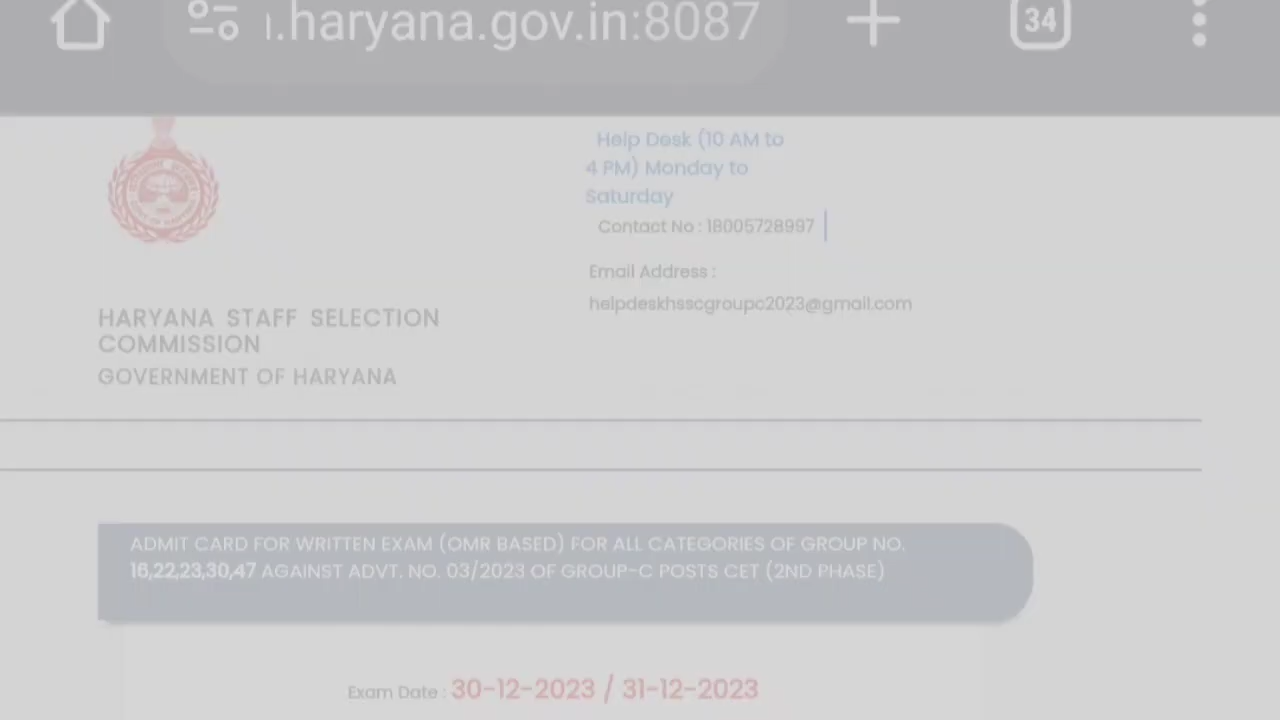 .haryana.gov.in:8087
34
Help Desk (10 AM to
4 PM) Monday to
Saturday
Contact No : 18005728997
Email Address :
helpdeskhsscgroupc2023@gmail.com
HARYANA STAFF SELECTION
COMMISSION
GOVERNMENT OF HARYANA
ADMIT CARD FOR WRITTEN EXAM (OMR BASED) FOR ALL CATEGORIES OF GROUP NO.
16,22,23,30,47 AGAINST ADVT. NO. 03/2023 OF GROUP-C POSTS CET (2ND PHASE)
Exam Date : 30-12-2023 / 31-12-2023